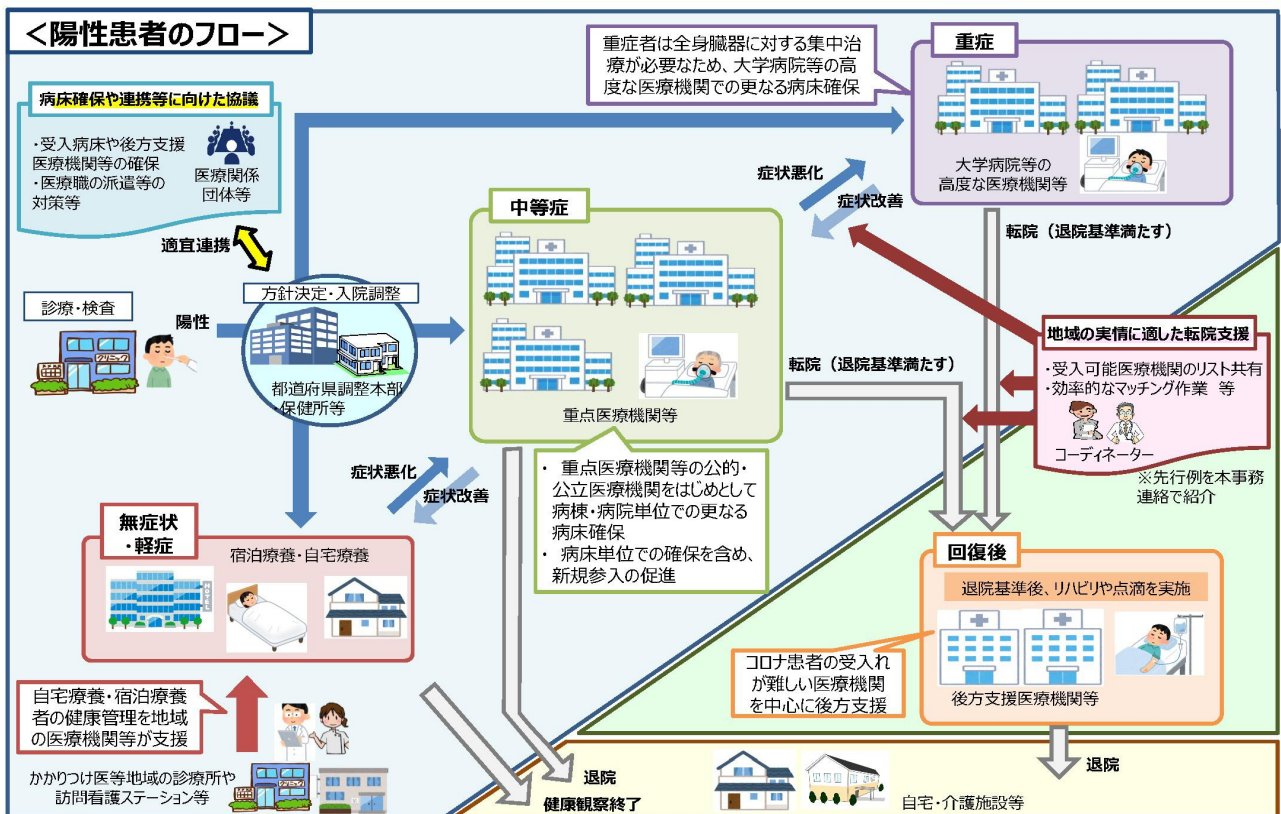 <陽性患者のフロー>
病床確保や連携等に向けた協議
・受入病床や後方支援
医療機関等の確保
・医療職の派遣等の
対策等
医療関係
団体等
適宜連携
診療・検査
クリニック
陽性
方針決定・入院調整
都道府県調整本部
・保健所等
重症者は全身臓器に対する集中治
療が必要なため、大学病院等の高
度な医療機関での更なる病床確保
重症
大学病院等の
高度な医療機関等
症状悪化
症状改善
転院（退院基準満たす）
中等症
重点医療機関等
転院（退院基準満たす）
地域の実情に適した転院支援
・受入可能医療機関のリスト共有
・効率的なマッチング作業 等
コーディネーター
※先行例を本事務
連絡で紹介
・ 重点医療機関等の公的・
公立医療機関をはじめとして
病棟・病院単位での更なる
病床確保
・ 病床単位での確保を含め、
新規参入の促進
症状悪化
症状改善
無症状
・軽症
宿泊療養・自宅療養
HOTEL
回復後
退院基準後、リハビリや点滴を実施
後方支援医療機関等
コロナ患者の受入れ
が難しい医療機関
を中心に後方支援
自宅療養・宿泊療養
者の健康管理を地域
の医療機関等が支援
かかりつけ医等地域の診療所や
訪問看護ステーション等
クリニック
退院
健康観察終了
退院
自宅・介護施設等